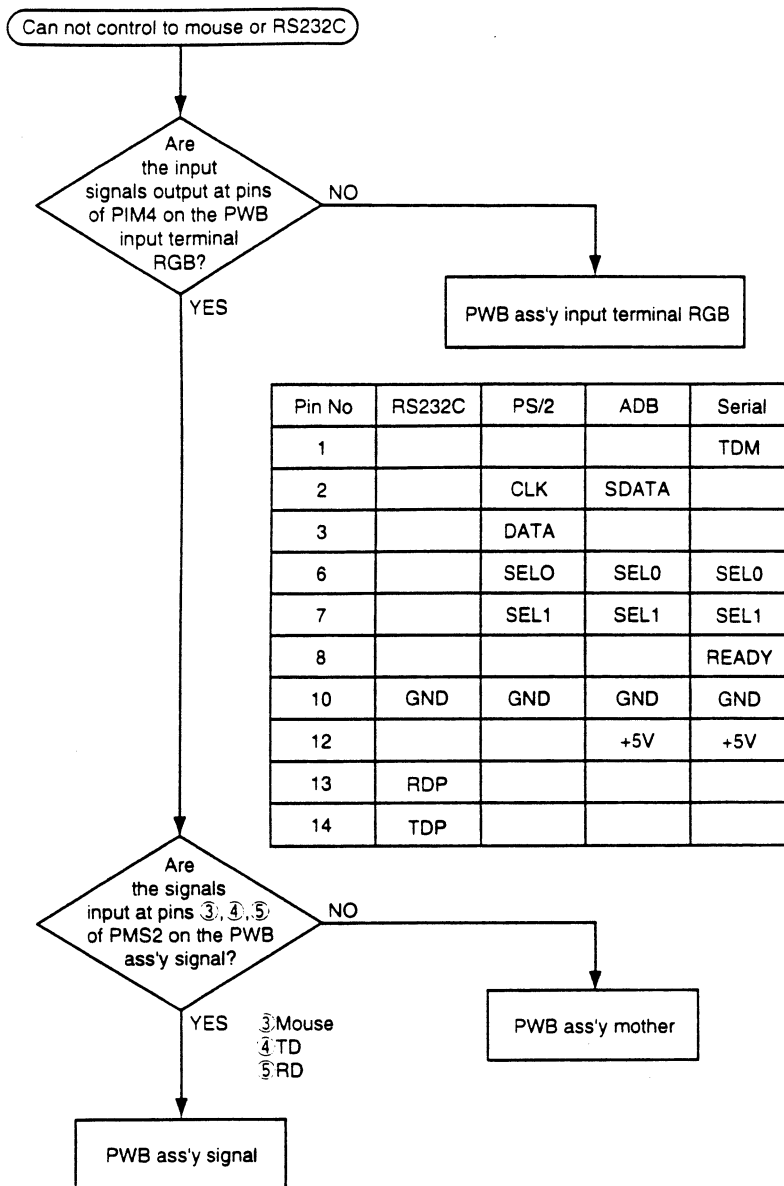 Can not control to mouse or RS232C
Are
the input
signals output at pins
of PIM4 on the PWB
input terminal
RGB?
NO
YES
PWB ass'y input terminal RGB
Pin No RS232C PS/2 ADB Serial
1 TDM
2 CLK SDATA
3 DATA
6 SELO SEL0 SEL0
7 SEL1 SEL1 SEL1
8 READY
10 GND GND GND GND
12 +5V +5V
13 RDP
14 TDP
Are
the signals
input at pins ③,④,⑤
of PMS2 on the PWB
ass'y signal?
NO
YES
③Mouse
④TD
⑤RD
PWB ass'y mother
PWB ass'y signal